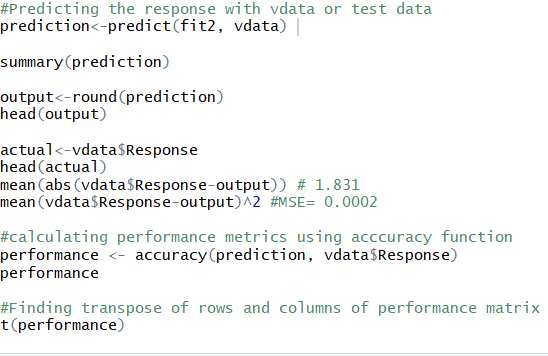 #Predicting the response with vdata or test data
prediction<-predict(fit2, vdata)
summary(prediction)
output<-round(prediction)
head(output)
actual<-vdata$Response
head(actual)
mean(abs(vdata$Response-output)) # 1.831
mean(vdata$Response-output)^2 #MSE= 0.0002
#calculating performance metrics using acccuracy function
performance <- accuracy(prediction, vdata$Response)
performance
#Finding transpose of rows and columns of performance matrix
t(performance)